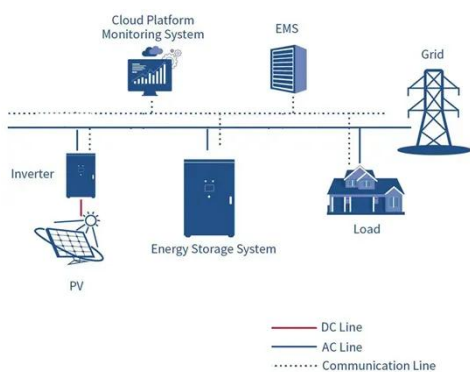 Cloud Platform
Monitoring System
EMS
Grid
Inverter
Energy Storage System
Load
PV
DC Line
AC Line
Communication Line